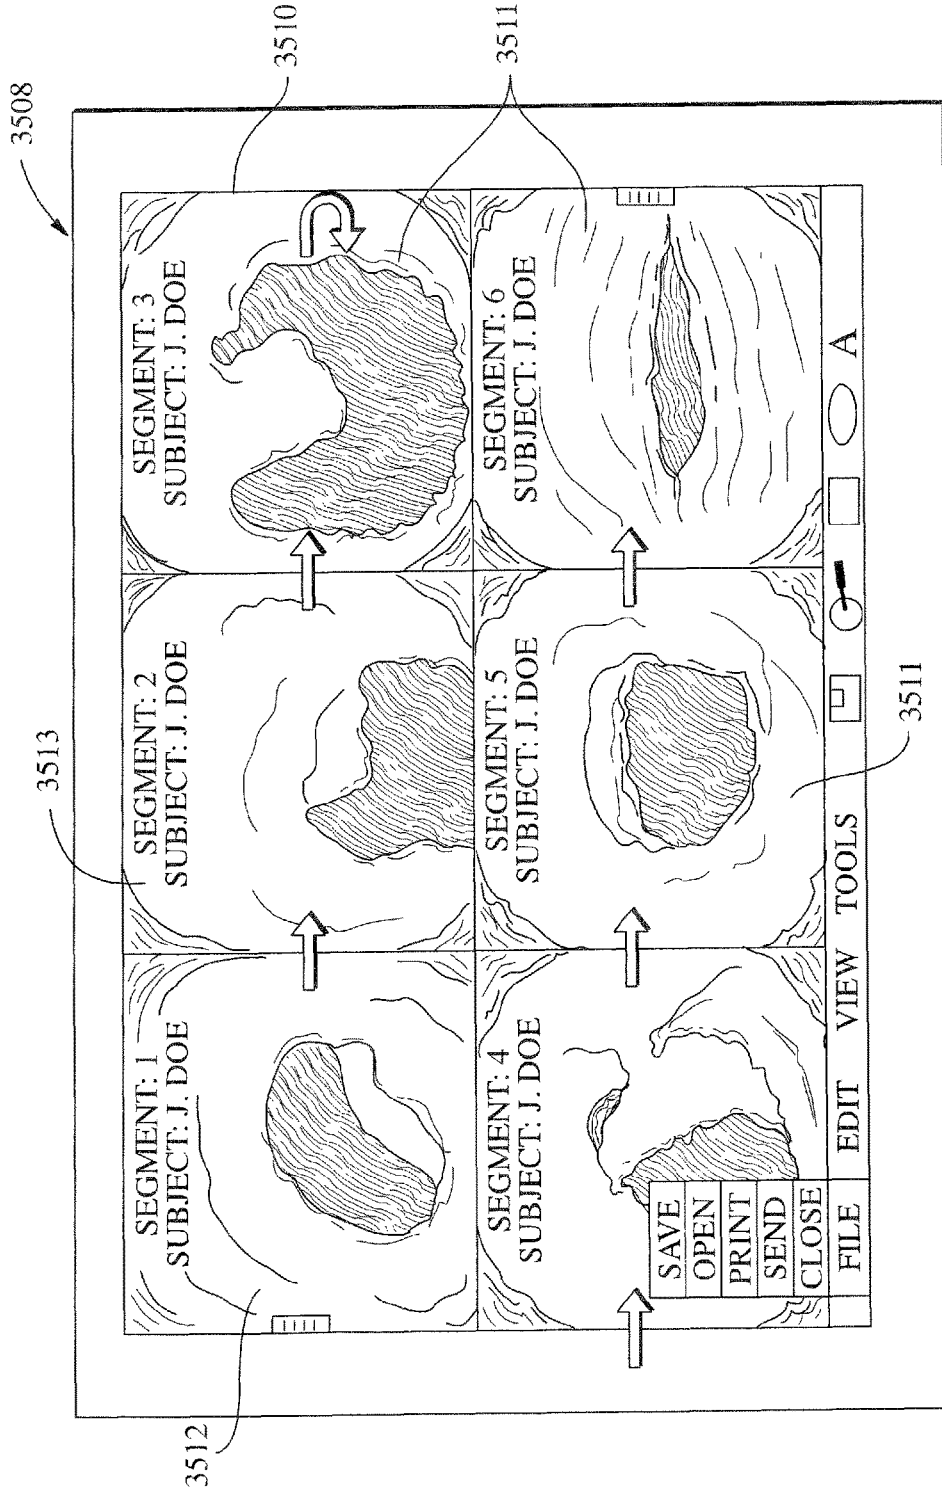 3508
3510
3511
3513
3512
SEGMENT: 1
SUBJECT: J. DOE
SEGMENT: 2
SUBJECT: J. DOE
SEGMENT: 3
SUBJECT: J. DOE
SEGMENT: 4
SUBJECT: J. DOE
SEGMENT: 5
SUBJECT: J. DOE
SEGMENT: 6
SUBJECT: J. DOE
SAVE
OPEN
PRINT
SEND
CLOSE
FILE EDIT VIEW TOOLS A
3511